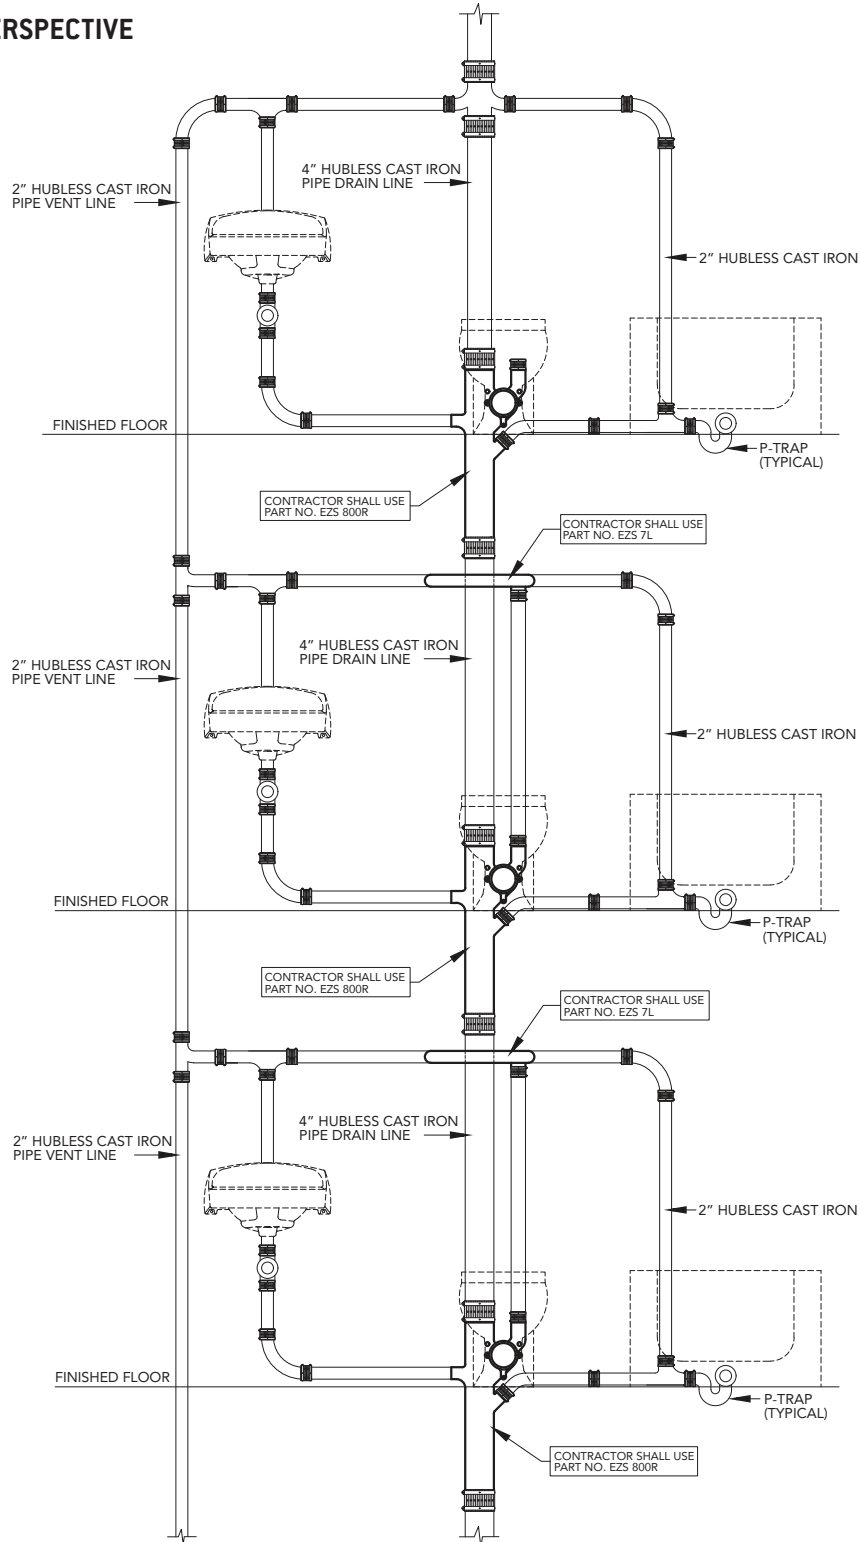 ERSPECTIVE
4" HUBLESS CAST IRON
PIPE DRAIN LINE
2" HUBLESS CAST IRON
PIPE VENT LINE
2" HUBLESS CAST IRON
FINISHED FLOOR
P-TRAP
(TYPICAL)
CONTRACTOR SHALL USE
PART NO. EZS 800R
CONTRACTOR SHALL USE
PART NO. EZS 7L
4" HUBLESS CAST IRON
PIPE DRAIN LINE
2" HUBLESS CAST IRON
PIPE VENT LINE
2" HUBLESS CAST IRON
FINISHED FLOOR
P-TRAP
(TYPICAL)
CONTRACTOR SHALL USE
PART NO. EZS 800R
CONTRACTOR SHALL USE
PART NO. EZS 7L
4" HUBLESS CAST IRON
PIPE DRAIN LINE
2" HUBLESS CAST IRON
PIPE VENT LINE
2" HUBLESS CAST IRON
FINISHED FLOOR
P-TRAP
(TYPICAL)
CONTRACTOR SHALL USE
PART NO. EZS 800R